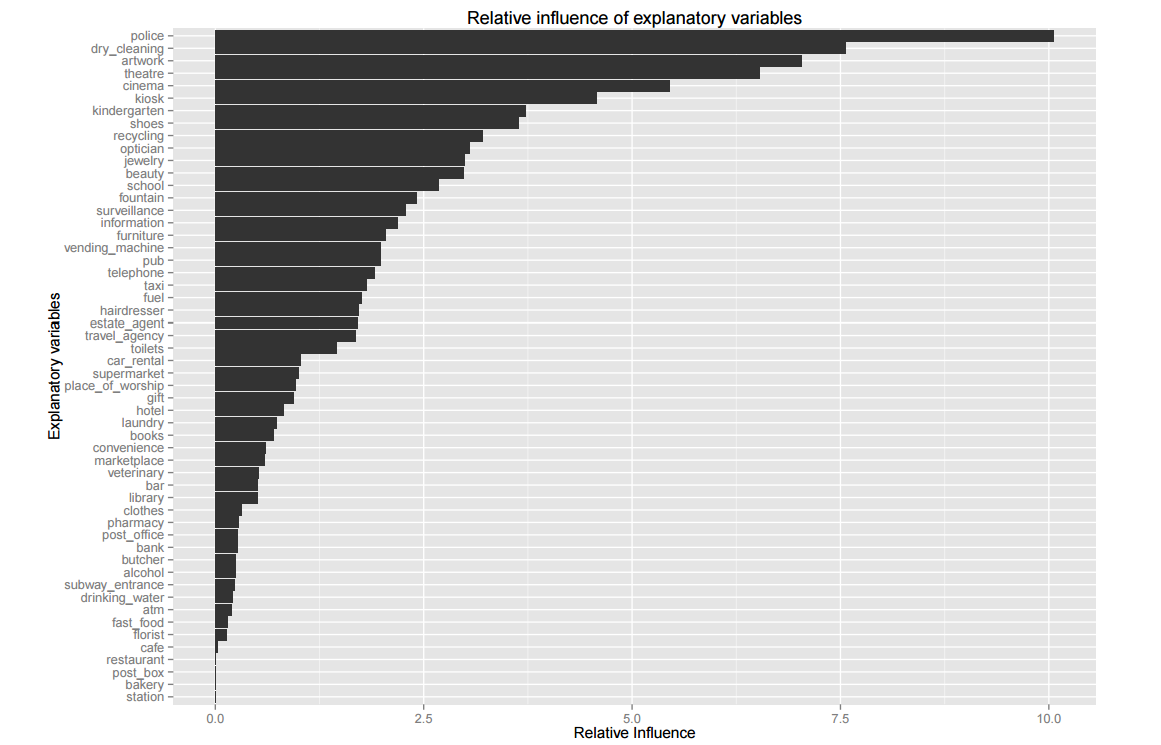 Relative influence of explanatory variables
police
dry_cleaning
artwork
theatre
cinema
kiosk
kindergarten
shoes
recycling
optician
jewelry
beauty
school
fountain
surveillance
information
furniture
vending_machine
pub
telephone
taxi
fuel
hairdresser
estate_agent
travel_agency
toilets
car_rental
supermarket
place_of_worship
gift
hotel
laundry
books
convenience
marketplace
veterinary
bar
library
clothes
pharmacy
post_office
bank
butcher
alcohol
subway_entrance
drinking_water
atm
fast_food
florist
cafe
restaurant
post_box
bakery
station
Explanatory variables
0.0 2.5 5.0 7.5 10.0
Relative Influence